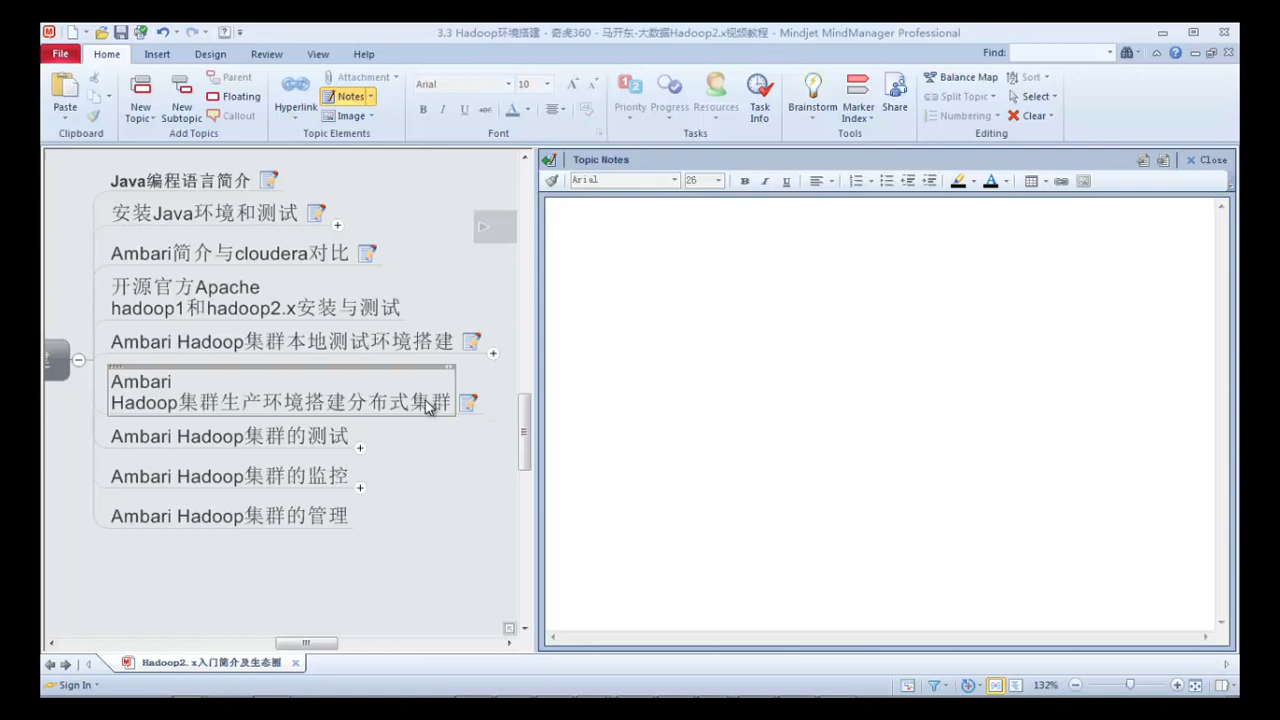 3.3 Hadoop环境搭建 - 奇虎360 - 马开东-大数据Hadoop2.x视频教程 - Mindjet MindManager Professional
File Home Insert Design Review View Help Find:
Paste
Clipboard
New Topic
New Subtopic
Parent
Floating
Callout
Add Topics
Hyperlink
Attachment
Notes
Image
Topic Elements
Arial 10
B I U abc A
Font
Priority Progress Resources
Task Info
Tasks
Brainstorm
Marker Index
Share
Tools
Balance Map Sort
Split Topic Select
Numbering Clear
Editing
Java编程语言简介
安装Java环境和测试
Ambari简介与cloudera对比
开源官方Apache
hadoop1和hadoop2.x安装与测试
Ambari Hadoop集群本地测试环境搭建
Ambari
Hadoop集群生产环境搭建分布式集群
Ambari Hadoop集群的测试
Ambari Hadoop集群的监控
Ambari Hadoop集群的管理
Topic Notes Close
Arial 26 B I U A
Hadoop2.x入门简介及生态圈
Sign In 132%